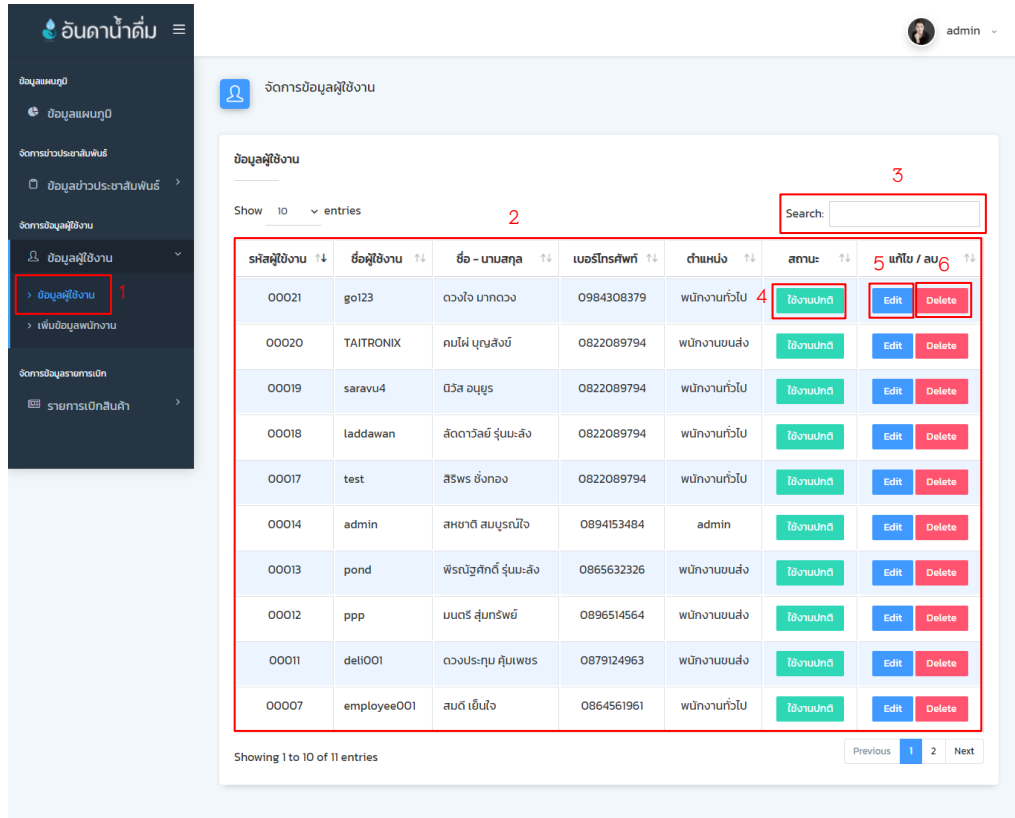 อันดาน้ำดื่ม
admin
ข้อมูลแผนภูมิ
ข้อมูลแผนภูมิ
จัดการข่าวประชาสัมพันธ์
ข้อมูลข่าวประชาสัมพันธ์
จัดการข้อมูลผู้ใช้งาน
ข้อมูลผู้ใช้งาน
ข้อมูลผู้ใช้งาน 1
เพิ่มข้อมูลพนักงาน
จัดการข้อมูลรายการเบิก
รายการเบิกสินค้า
จัดการข้อมูลผู้ใช้งาน
ข้อมูลผู้ใช้งาน
3
Show 10 entries
2
Search:
รหัสผู้ใช้งาน ชื่อผู้ใช้งาน ชื่อ - นามสกุล เบอร์โทรศัพท์ ตำแหน่ง สถานะ 5 แก้ไข / ลบ 6
00021 go123 ดวงใจ มากดวง 0984308379 พนักงานทั่วไป 4 ใช้งานปกติ Edit Delete
00020 TAITRONIX คมไผ่ บุญสังข์ 0822089794 พนักงานขนส่ง ใช้งานปกติ Edit Delete
00019 saravu4 นิวัส อนุยูร 0822089794 พนักงานทั่วไป ใช้งานปกติ Edit Delete
00018 laddawan ลัดดาวัลย์ รุ่นมะลัง 0822089794 พนักงานทั่วไป ใช้งานปกติ Edit Delete
00017 test สิริพร ชั่งทอง 0822089794 พนักงานทั่วไป ใช้งานปกติ Edit Delete
00014 admin สหชาติ สมบูรณ์ใจ 0894153484 admin ใช้งานปกติ Edit Delete
00013 pond พีรณัฐศักดิ์ รุ่นมะลัง 0865632326 พนักงานขนส่ง ใช้งานปกติ Edit Delete
00012 ppp มนตรี สุ่มทรัพย์ 0896514564 พนักงานขนส่ง ใช้งานปกติ Edit Delete
00011 deli001 ดวงประทุม คุ้มเพชร 0879124963 พนักงานขนส่ง ใช้งานปกติ Edit Delete
00007 employee001 สมดี เย็นใจ 0864561961 พนักงานทั่วไป ใช้งานปกติ Edit Delete
Showing 1 to 10 of 11 entries
Previous 1 2 Next